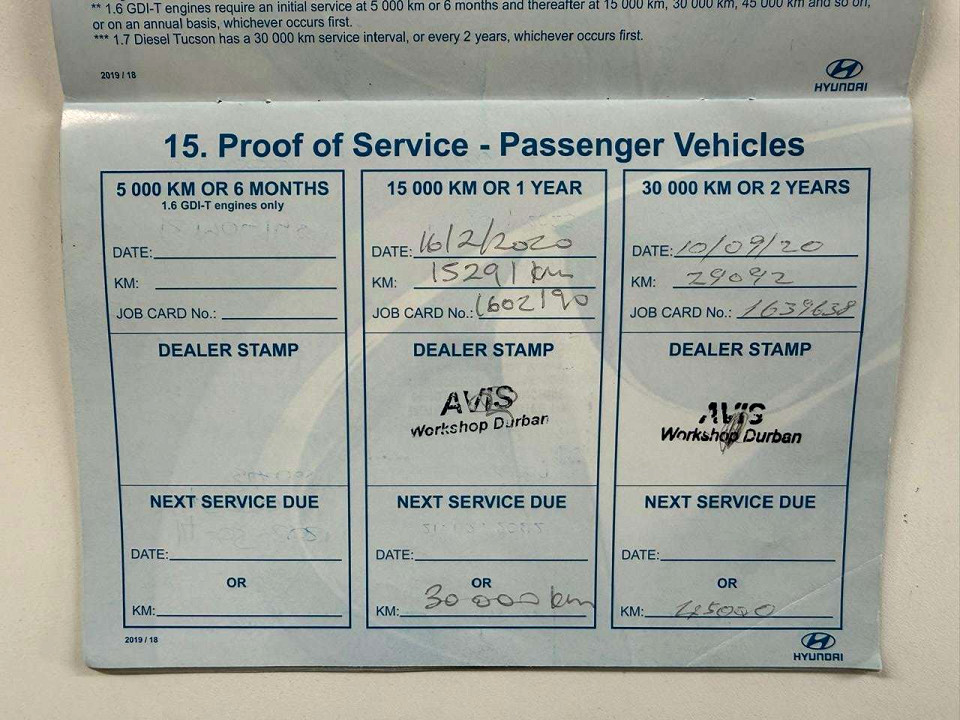 ** 1.6 GDI-T engines require an initial service at 5 000 km or 6 months and thereafter at 15 000 km, 30 000 km, 45 000 km and so on,
or on an annual basis, whichever occurs first.
*** 1.7 Diesel Tucson has a 30 000 km service interval, or every 2 years, whichever occurs first.
2019 / 18
HYUNDAI
15. Proof of Service - Passenger Vehicles
5 000 KM OR 6 MONTHS
1.6 GDI-T engines only
DATE:
KM:
JOB CARD No.:
DEALER STAMP
NEXT SERVICE DUE
DATE:
OR
KM:
15 000 KM OR 1 YEAR
DATE: 16/2/2020
KM: 15291 km
JOB CARD No.: 1602190
DEALER STAMP
AVIS
Workshop Durban
NEXT SERVICE DUE
DATE:
OR
KM: 30 000 km
30 000 KM OR 2 YEARS
DATE: 10/09/20
KM: 29092
JOB CARD No.: 1639638
DEALER STAMP
AVIS
Workshop Durban
NEXT SERVICE DUE
DATE:
OR
KM: 45000
2019 / 18
HYUNDAI